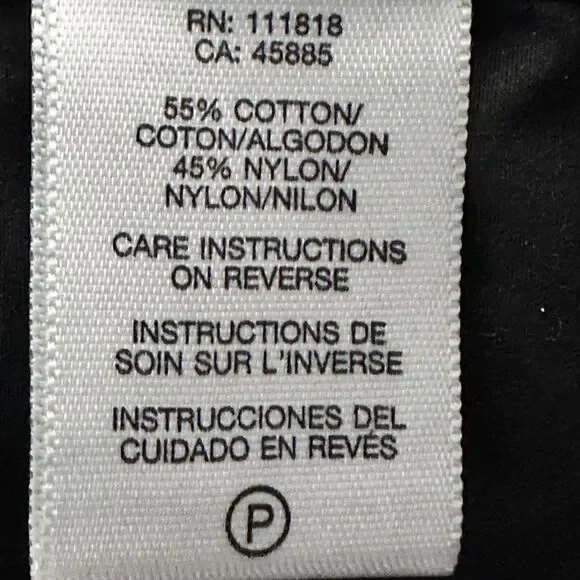 RN: 111818
CA: 45885
55% COTTON/
COTON/ALGODON
45% NYLON/
NYLON/NILON
CARE INSTRUCTIONS
ON REVERSE
INSTRUCTIONS DE
SOIN SUR L'INVERSE
INSTRUCCIONES DEL
CUIDADO EN REVÉS
P